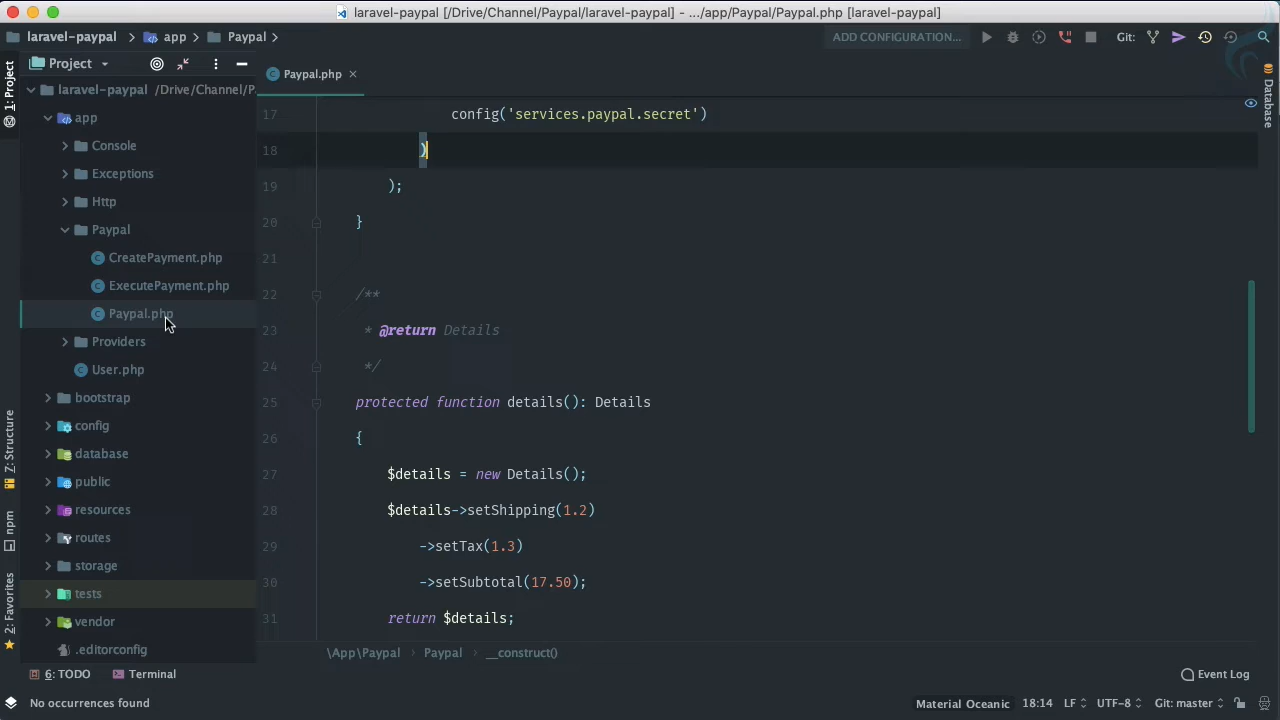 laravel-paypal [/Drive/Channel/Paypal/laravel-paypal] - .../app/Paypal/Paypal.php [laravel-paypal]
laravel-paypal app Paypal ADD CONFIGURATION... Git:
1: Project
Project
Paypal.php
laravel-paypal /Drive/Channel/P
app
Console
Exceptions
Http
Paypal
CreatePayment.php
ExecutePayment.php
Paypal.php
Providers
User.php
bootstrap
config
database
public
resources
routes
storage
tests
vendor
.editorconfig
7: Structure
npm
2: Favorites
17 config('services.paypal.secret')
18 )
19 );
20 }
21
22 /**
23 * @return Details
24 */
25 protected function details(): Details
26 {
27 $details = new Details();
28 $details->setShipping(1.2)
29 ->setTax(1.3)
30 ->setSubtotal(17.50);
31 return $details;
Database
\App\Paypal Paypal __construct()
6: TODO Terminal Event Log
No occurrences found Material Oceanic 18:14 LF UTF-8 Git: master